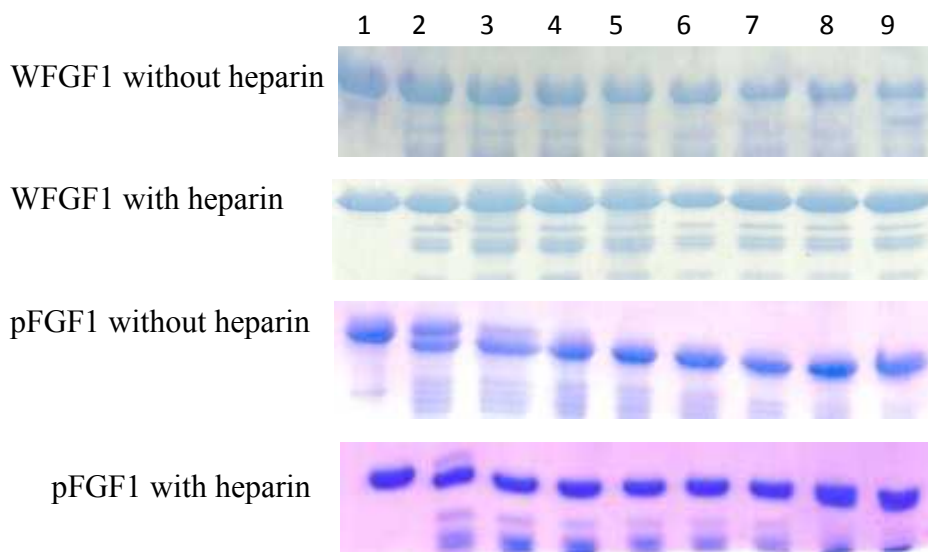 1 2 3 4 5 6 7 8 9
WFGF1 without heparin
WFGF1 with heparin
pFGF1 without heparin
pFGF1 with heparin